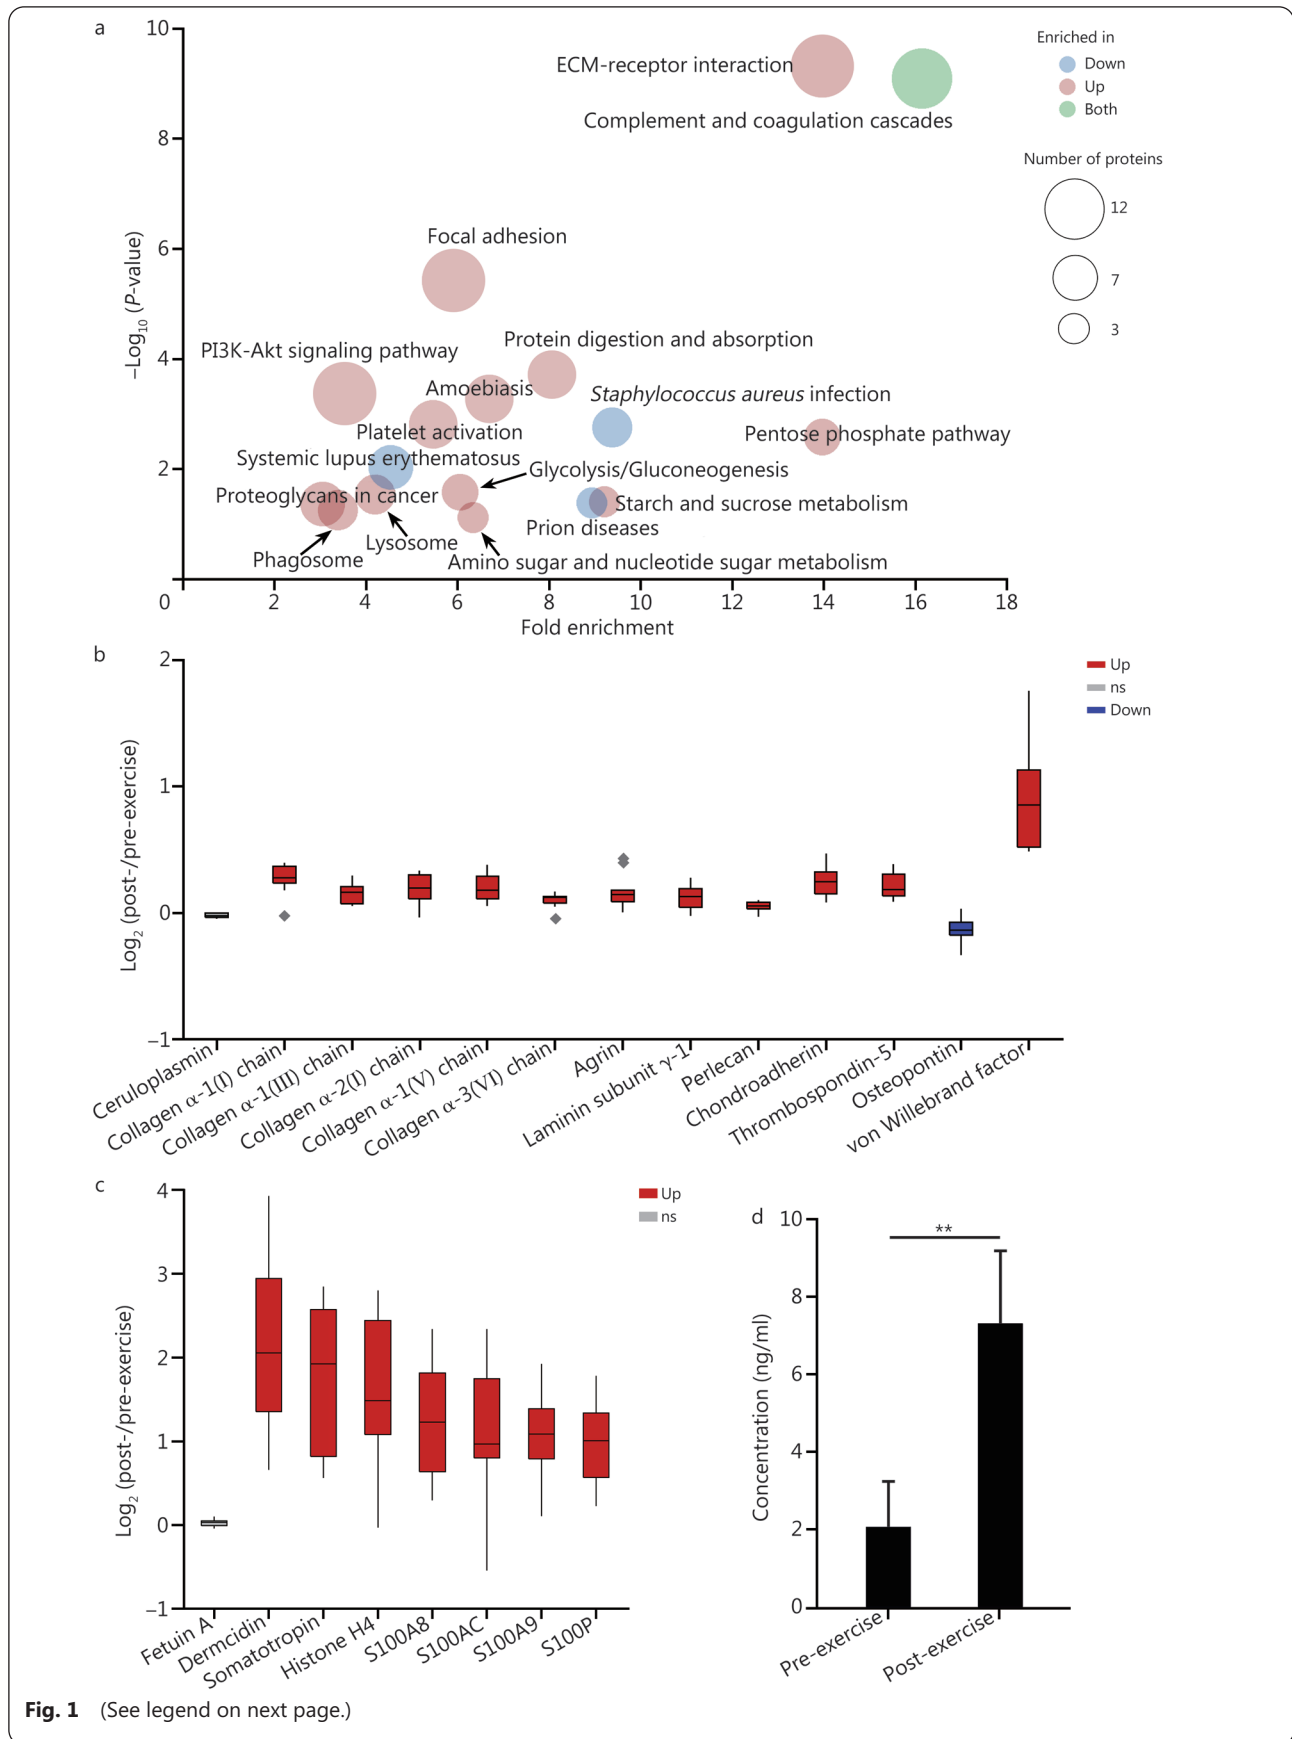 a
10
8
6
4
2
0
2
4
6
8
10
12
14
16
18
−Log10 (P-value)
Fold enrichment
ECM-receptor interaction
Complement and coagulation cascades
Focal adhesion
Protein digestion and absorption
PI3K-Akt signaling pathway
Amoebiasis
Staphylococcus aureus infection
Platelet activation
Pentose phosphate pathway
Systemic lupus erythematosus
Glycolysis/Gluconeogenesis
Proteoglycans in cancer
Starch and sucrose metabolism
Prion diseases
Lysosome
Phagosome
Amino sugar and nucleotide sugar metabolism
Enriched in
Down
Up
Both
Number of proteins
12
7
3
b
2
1
0
−1
Log2 (post-/pre-exercise)
Up
ns
Down
Ceruloplasmin
Collagen α-1(I) chain
Collagen α-1(III) chain
Collagen α-2(I) chain
Collagen α-1(V) chain
Collagen α-3(VI) chain
Agrin
Laminin subunit γ-1
Perlecan
Chondroadherin
Thrombospondin-5
Osteopontin
von Willebrand factor
c
4
3
2
1
0
−1
Log2 (post-/pre-exercise)
Up
ns
Fetuin A
Dermcidin
Somatotropin
Histone H4
S100A8
S100AC
S100A9
S100P
d
10
8
6
4
2
0
Concentration (ng/ml)
**
Pre-exercise
Post-exercise
Fig. 1 (See legend on next page.)